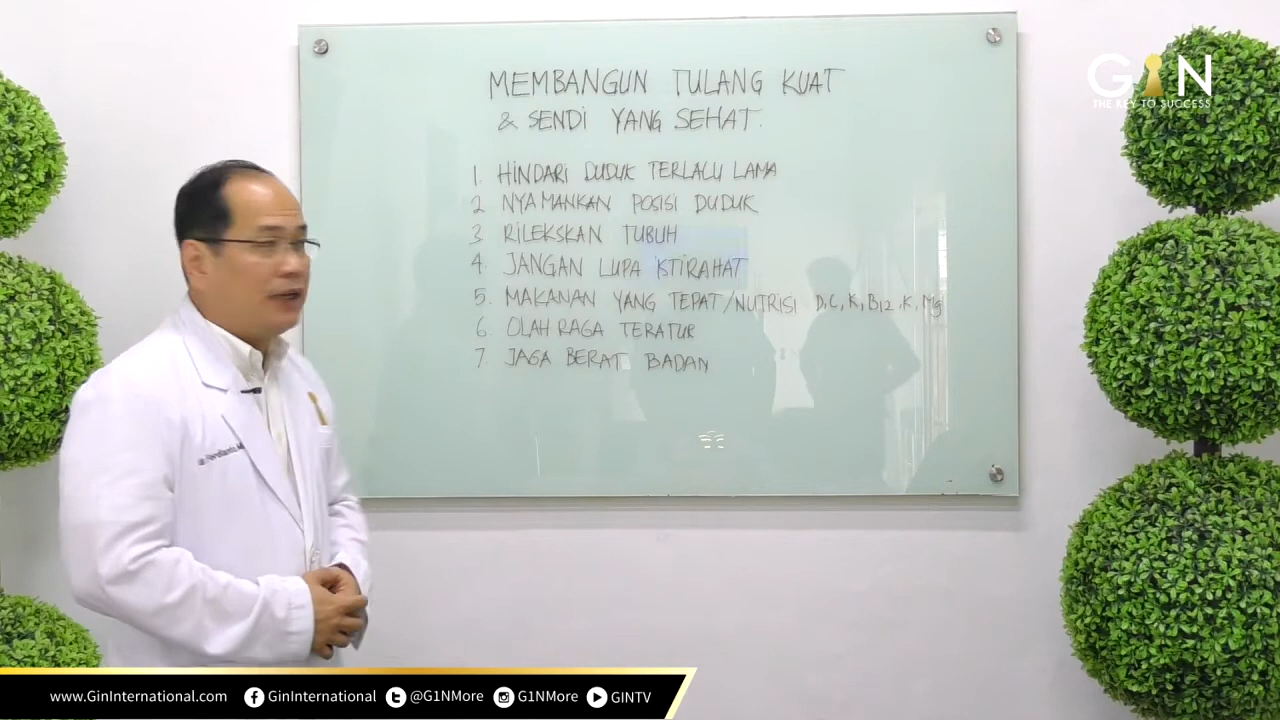 MEMBANGUN TULANG KUAT
& SENDI YANG SEHAT.
1. HINDARI DUDUK TERLALU LAMA
2 NYAMANKAN POSISI DUDUK
3 RILEKSKAN TUBUH
4. JANGAN LUPA ISTIRAHAT
5. MAKANAN YANG TEPAT/NUTRISI D, C, K, B12, K, Mg
6. OLAH RAGA TERATUR
7. JAGA BERAT BADAN
GIN
THE KEY TO SUCCESS
www.GinInternational.com GinInternational @G1NMore G1NMore GINTV